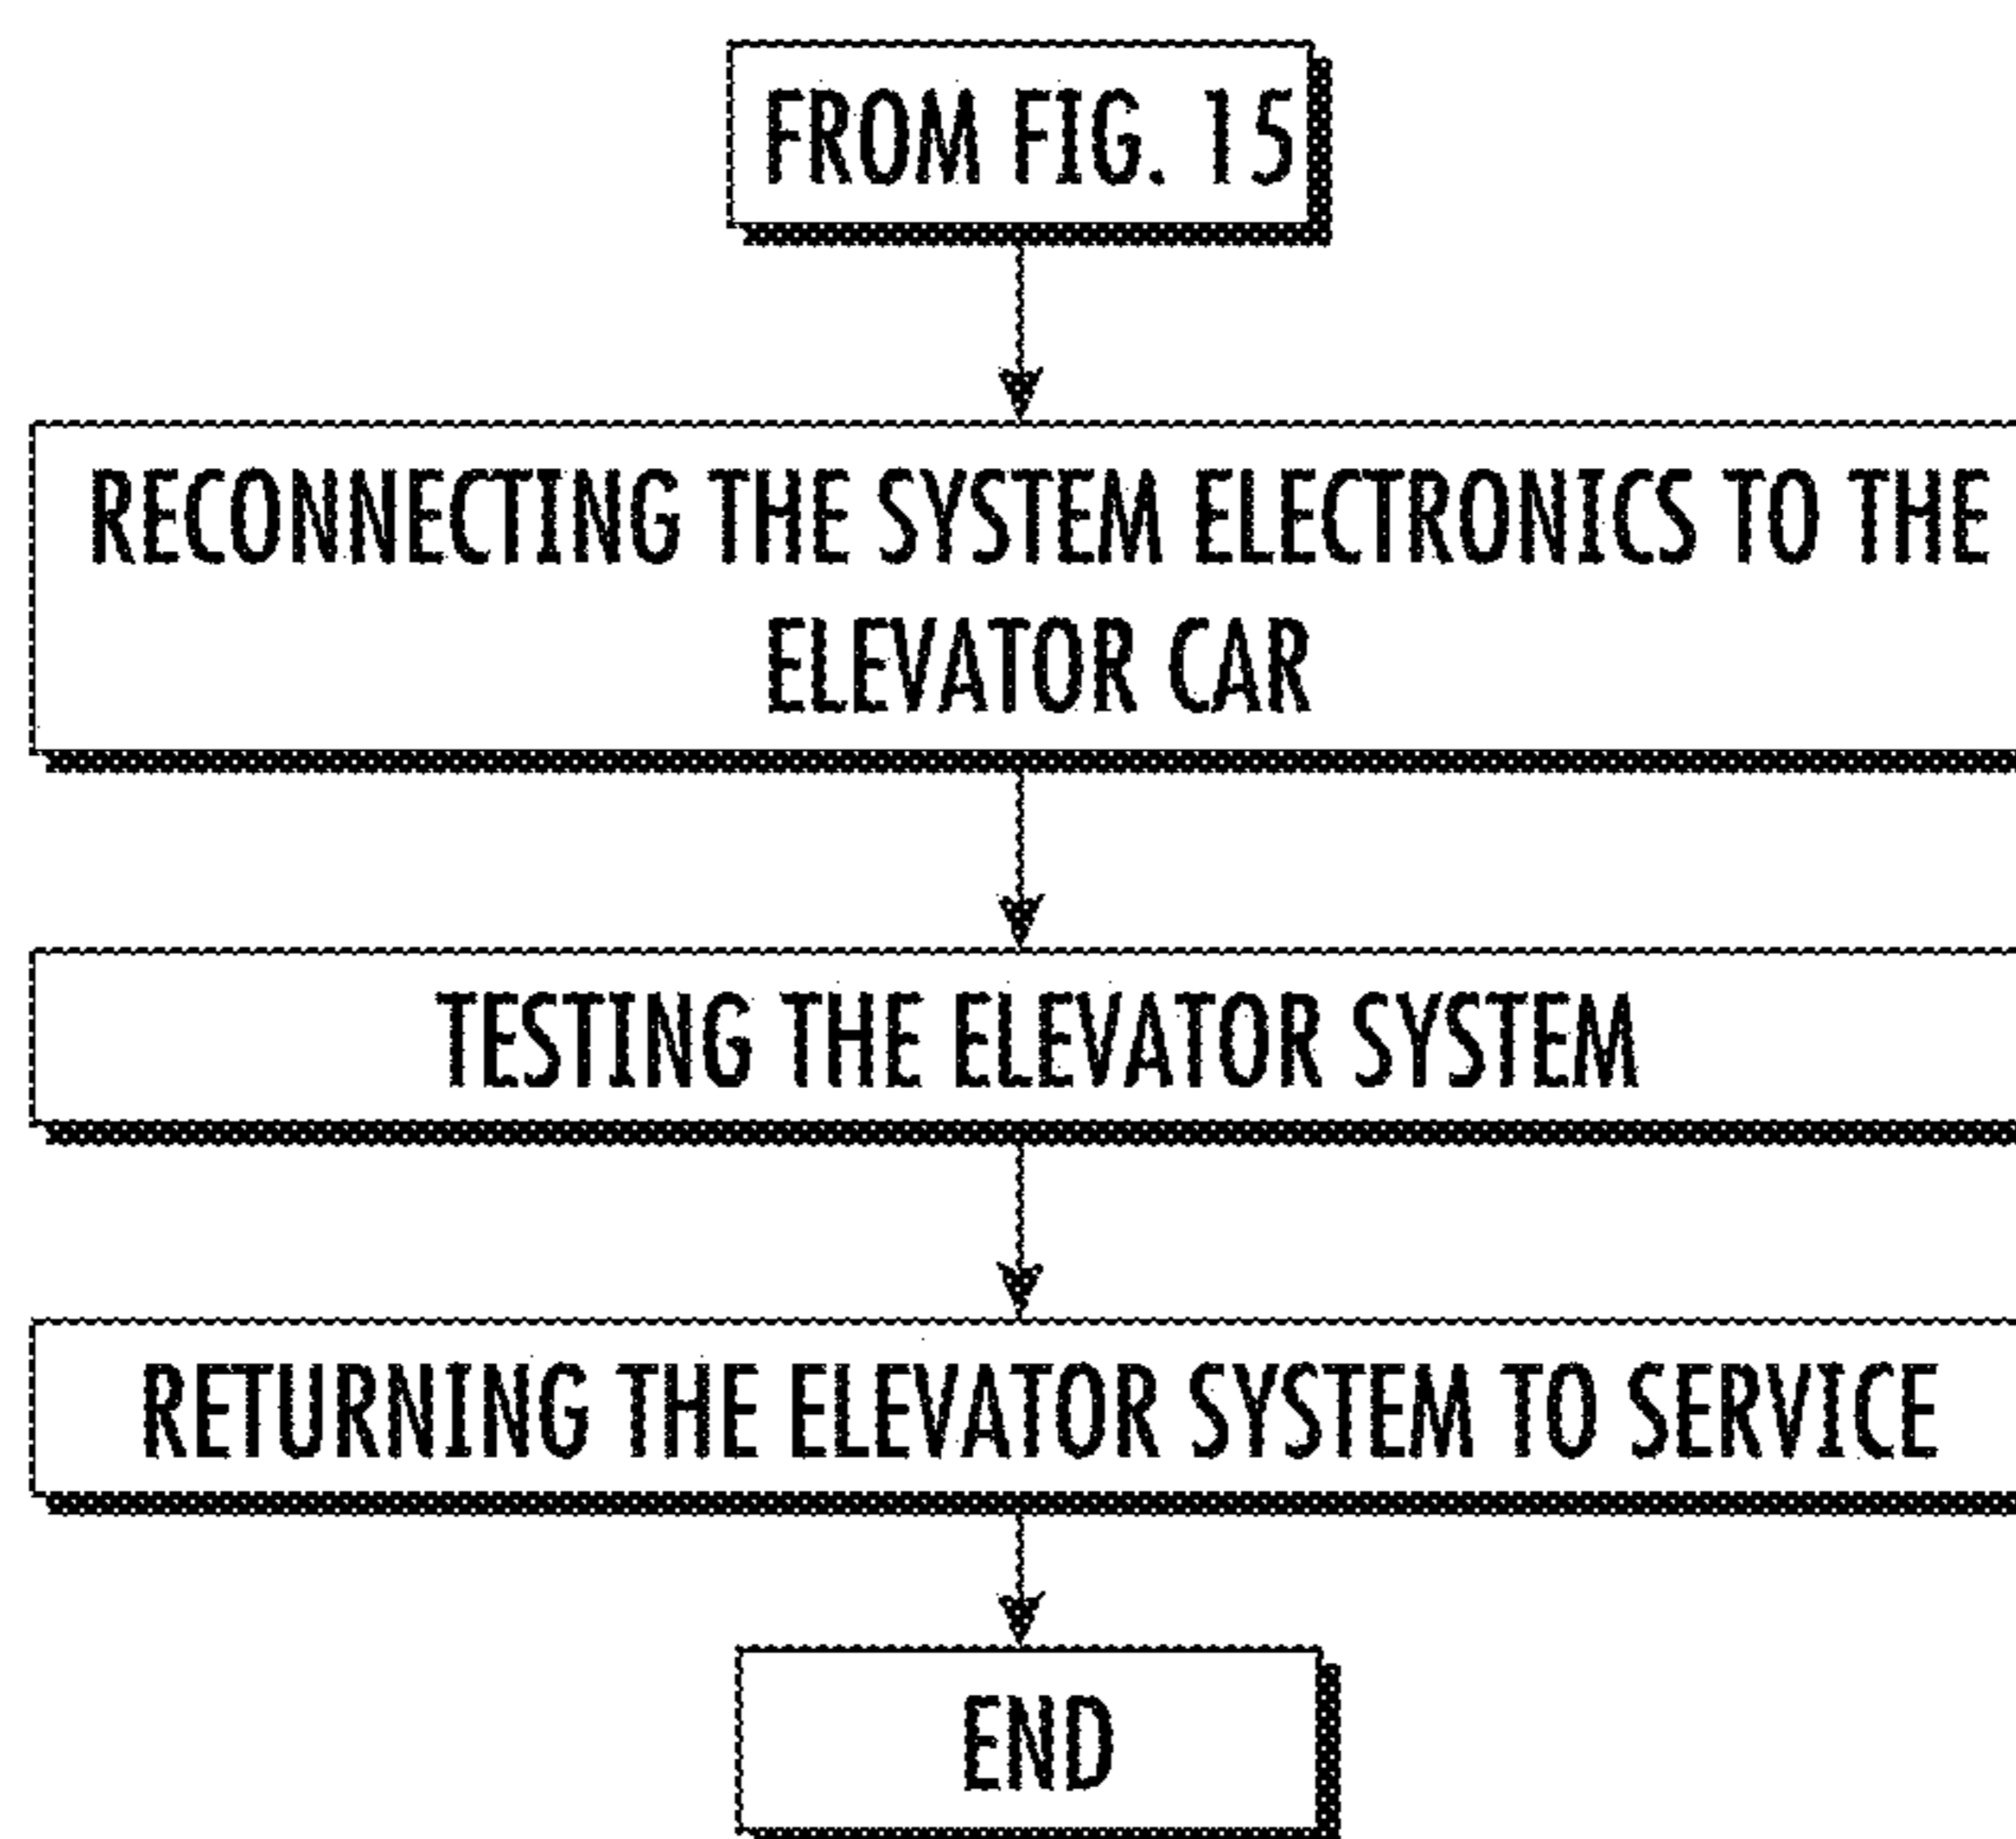 FROM FIG. 15
RECONNECTING THE SYSTEM ELECTRONICS TO THE
ELEVATOR CAR
TESTING THE ELEVATOR SYSTEM
RETURNING THE ELEVATOR SYSTEM TO SERVICE
END